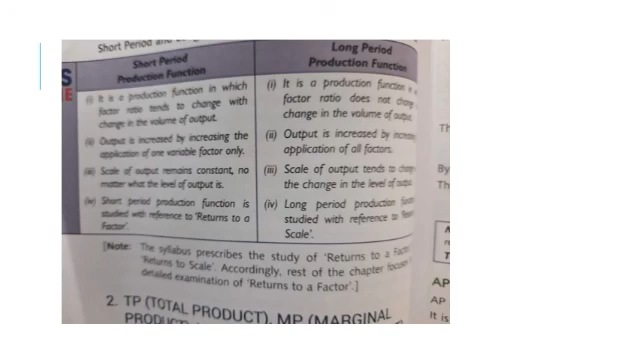 Short Period and
S
E
Short Period
Production Function
(i) It is a production function in which
factor ratio tends to change with
change in the volume of output.
(ii) Output is increased by increasing the
application of one variable factor only.
(iii) Scale of output remains constant, no
matter what the level of output is.
(iv) Short period production function is
studied with reference to 'Returns to a
Factor'.
Long Period
Production Function
(i) It is a production function
factor ratio does not
change in the volume of output.
(ii) Output is increased by
application of all factors.
(iii) Scale of output tends to
the change in the level of output.
(iv) Long period production
studied with reference to
Scale'.
[Note: The syllabus prescribes the study of 'Returns to a
'Returns to Scale'. Accordingly, rest of the chapter
detailed examination of 'Returns to a Factor'.]
2. TP (TOTAL PRODUCT), MP (MARGINAL
Th
By
Th
T
AP
AP
It is